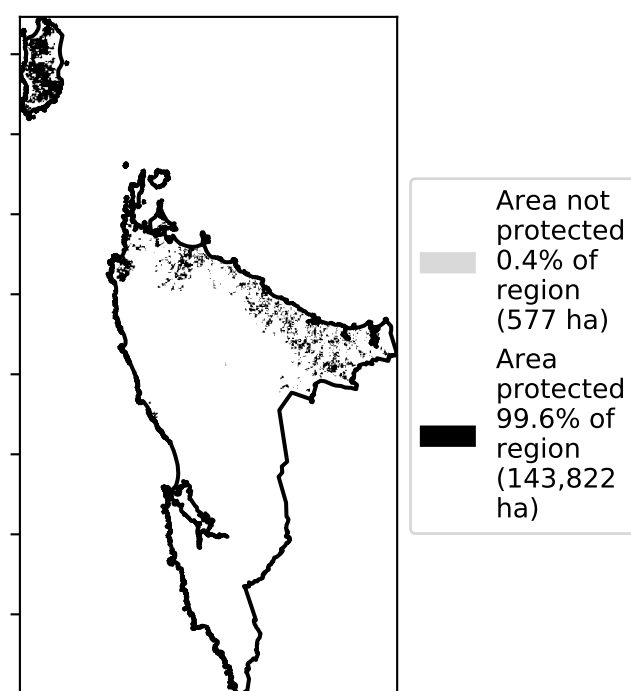 Area not
protected
0.4% of
region
(577 ha)
Area
protected
99.6% of
region
(143,822
ha)